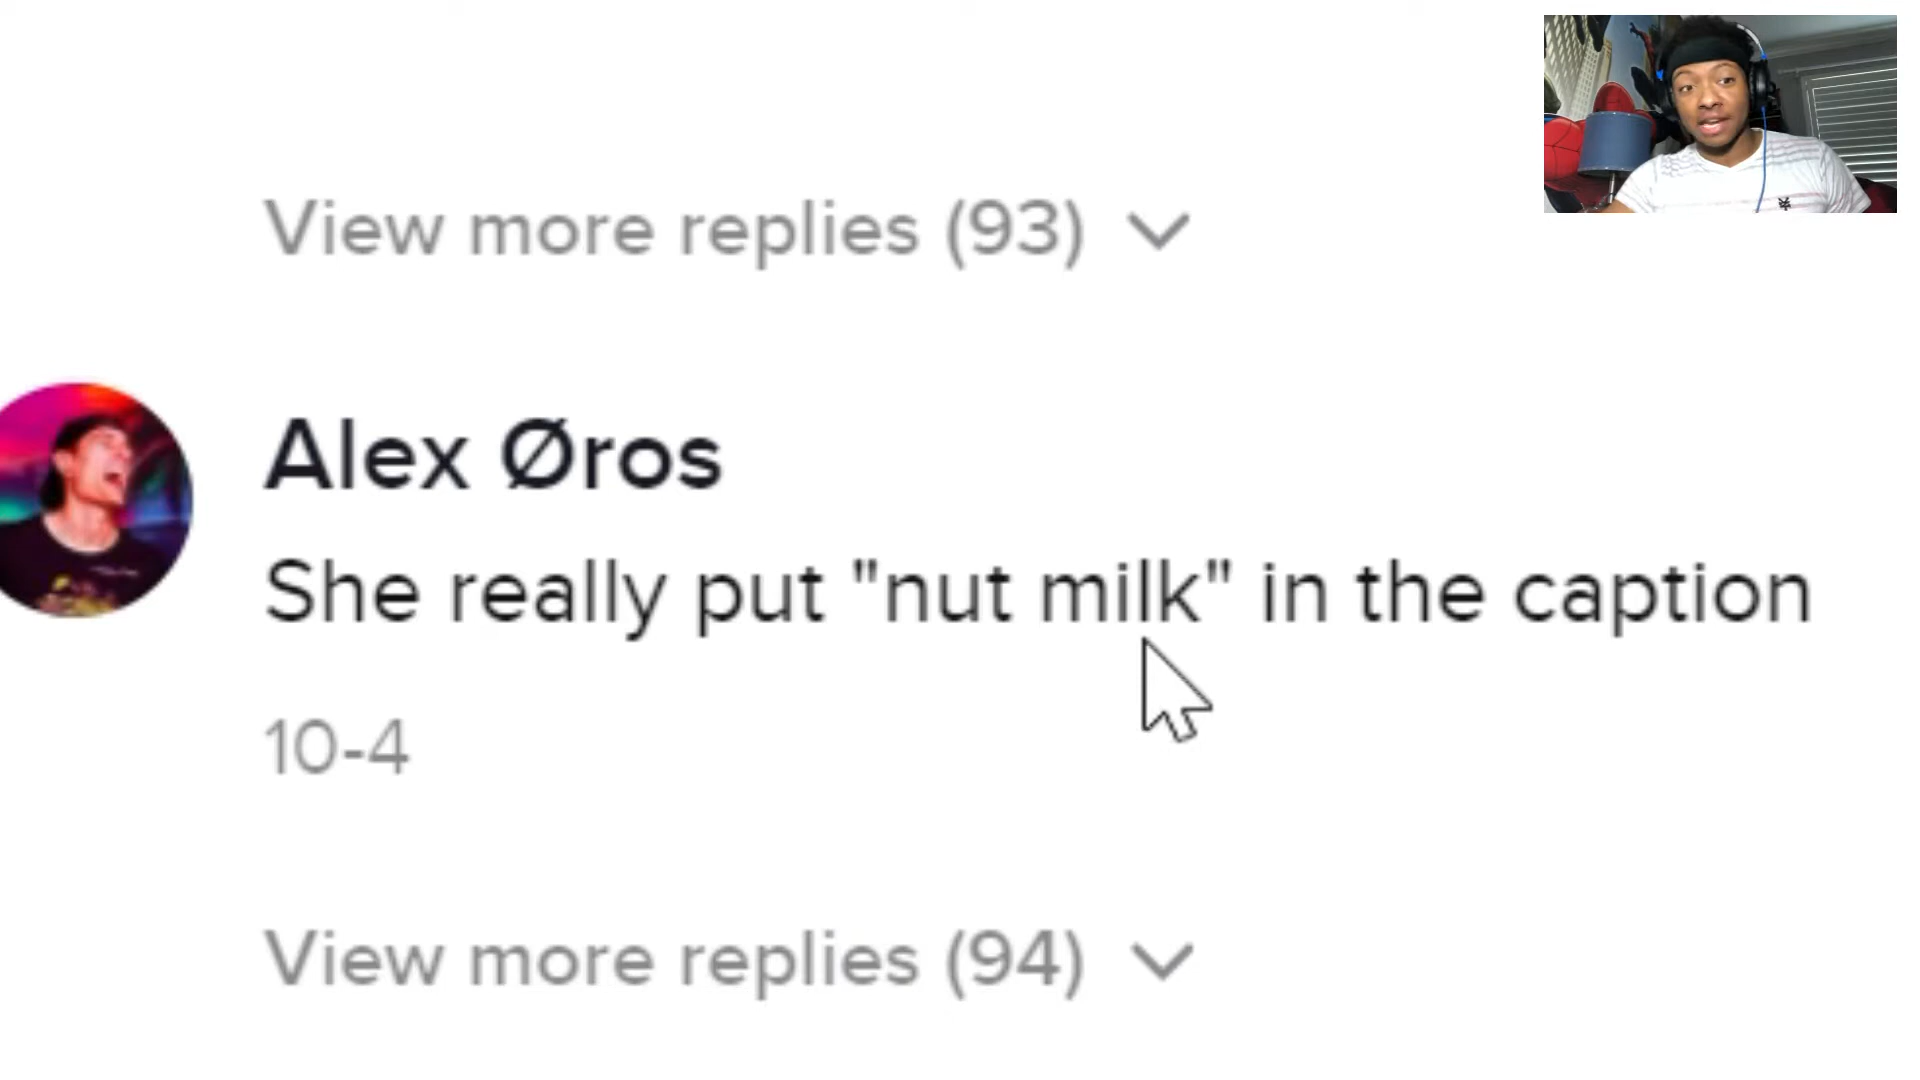 View more replies (93)
Alex Øros
She really put "nut milk" in the caption
10-4
View more replies (94)